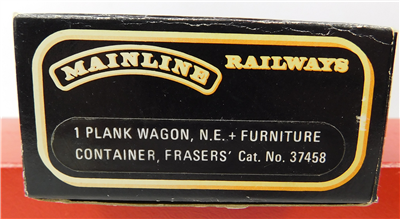 MAINLINE RAILWAYS
1 PLANK WAGON, N.E. + FURNITURE
CONTAINER, FRASERS' Cat. No. 37458